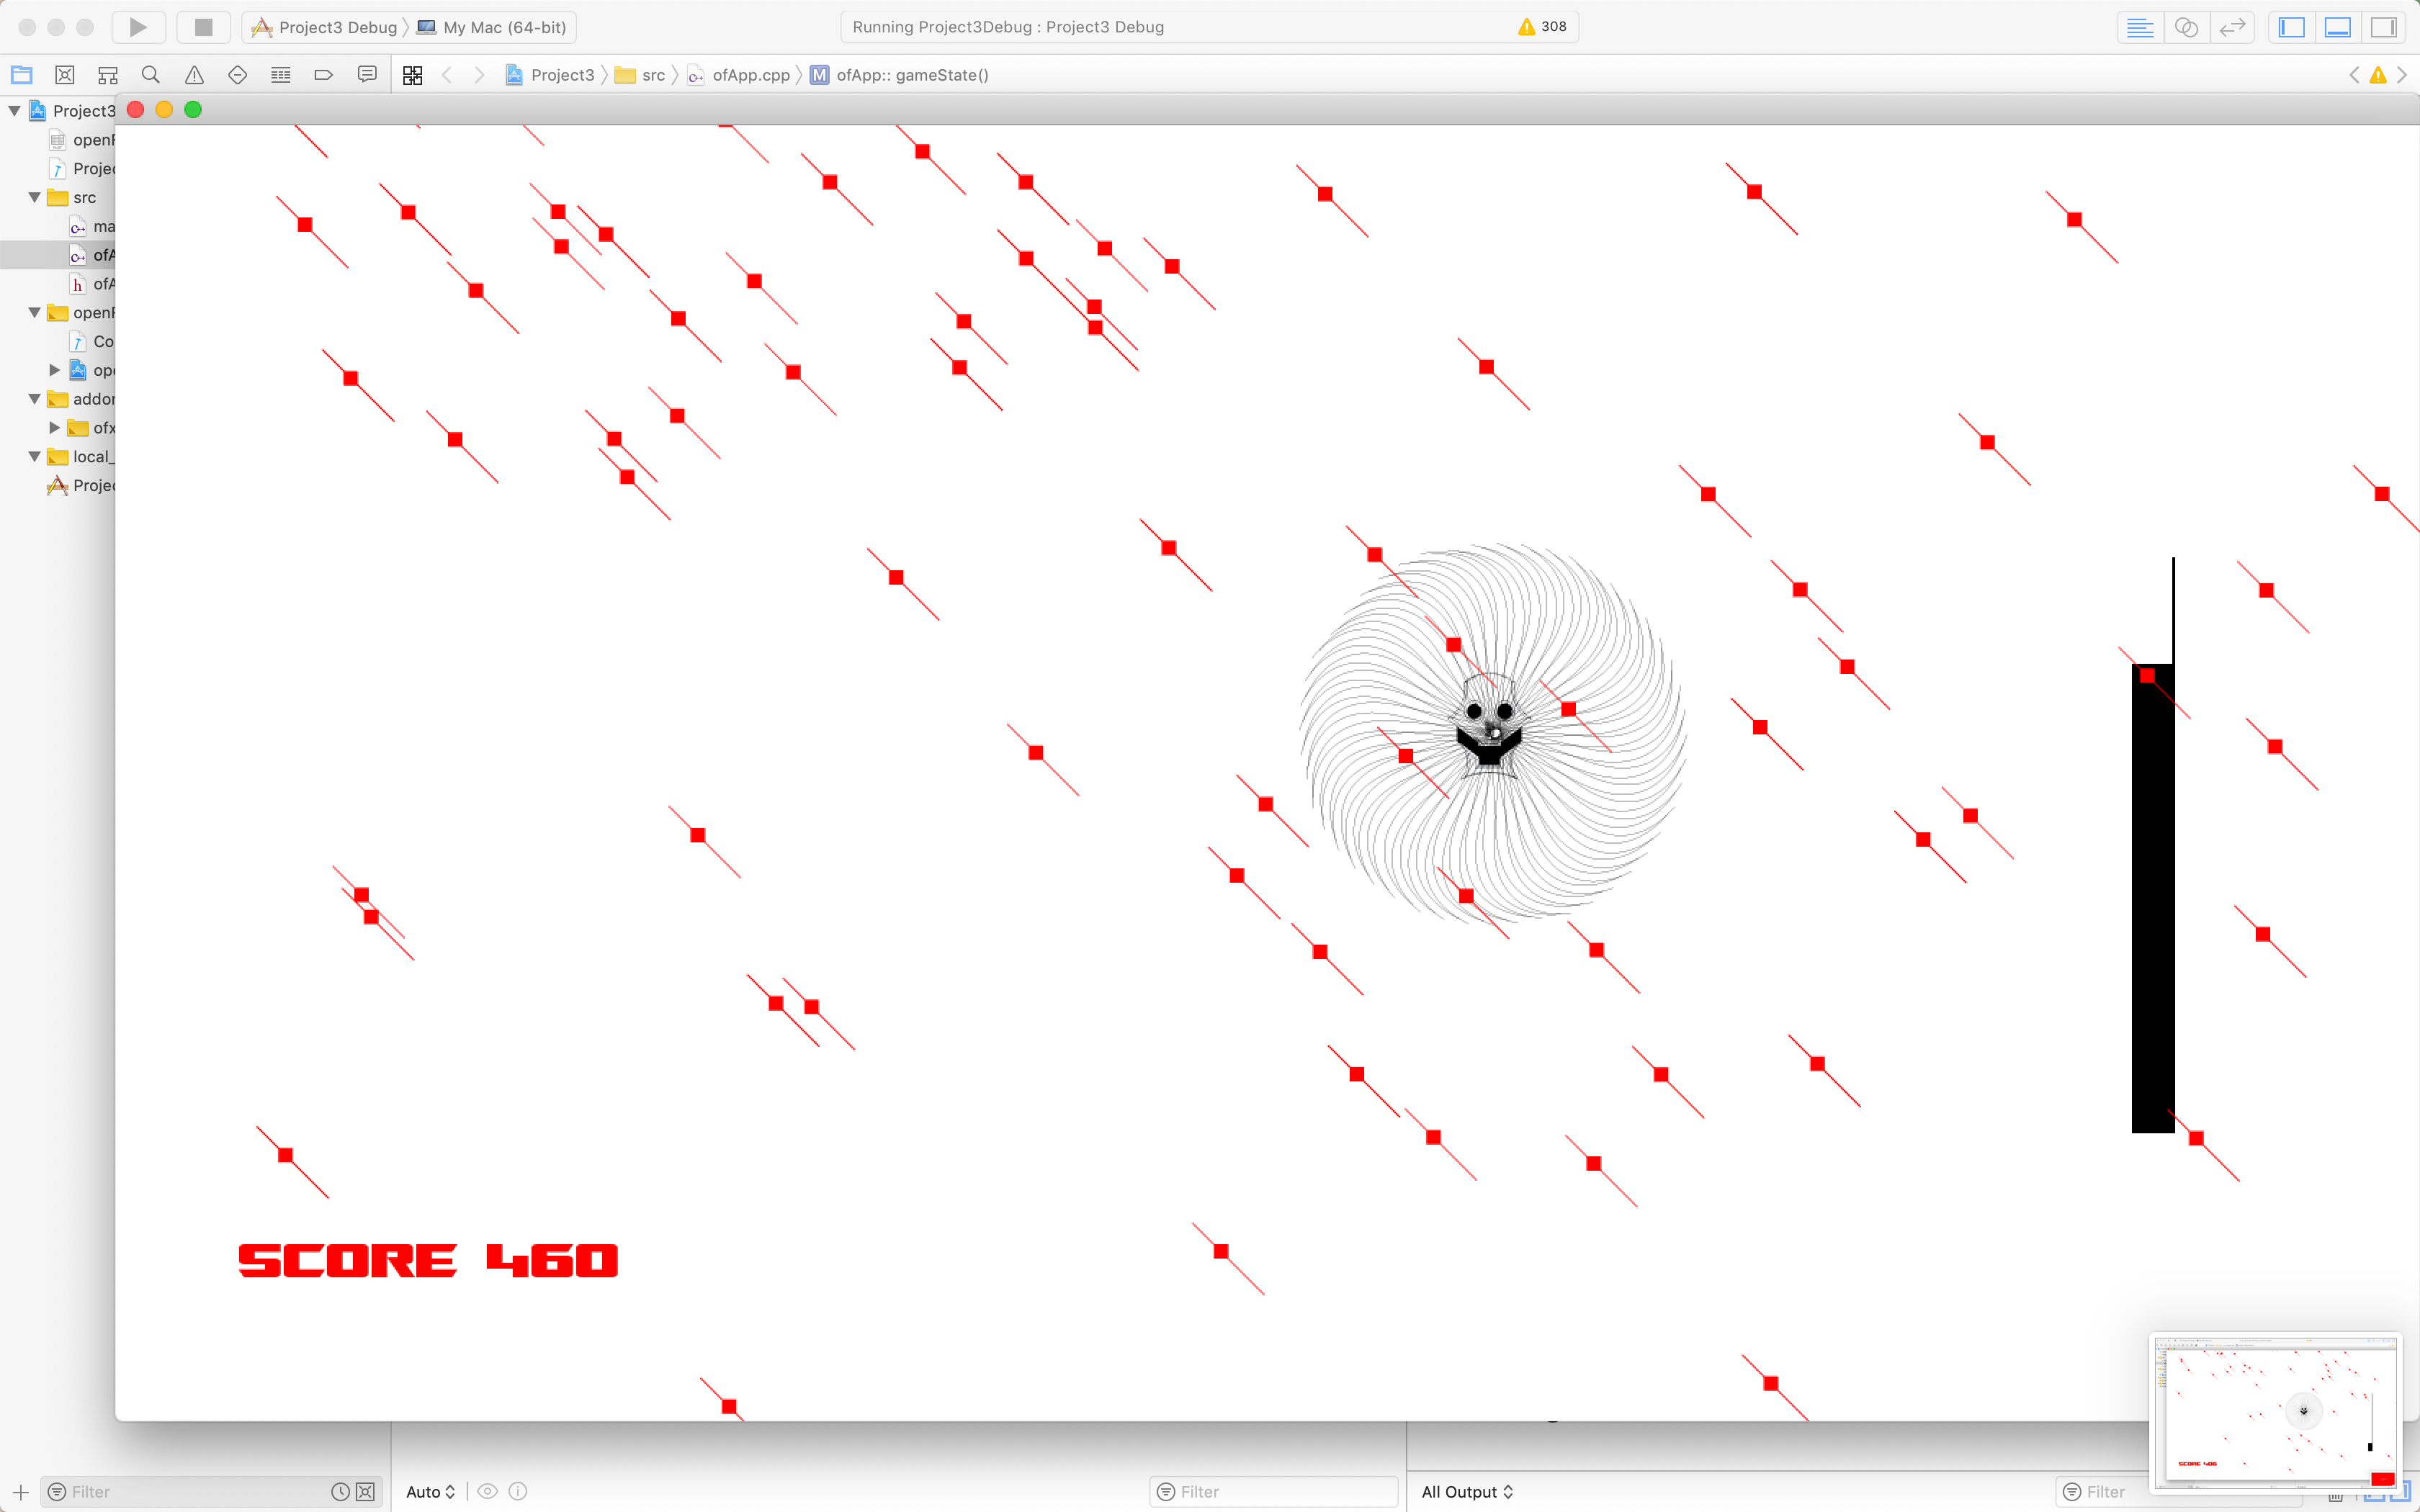 Project3 Debug My Mac (64-bit) Running Project3Debug : Project3 Debug 308
Project3 src ofApp.cpp M ofApp:: gameState()
Project3
openF
Projec
src
ma
ofA
h ofA
openF
Co
ope
addor
ofx
local_
Projec
SCORE 460
SCORE 406
Filter Auto Filter All Output Filter